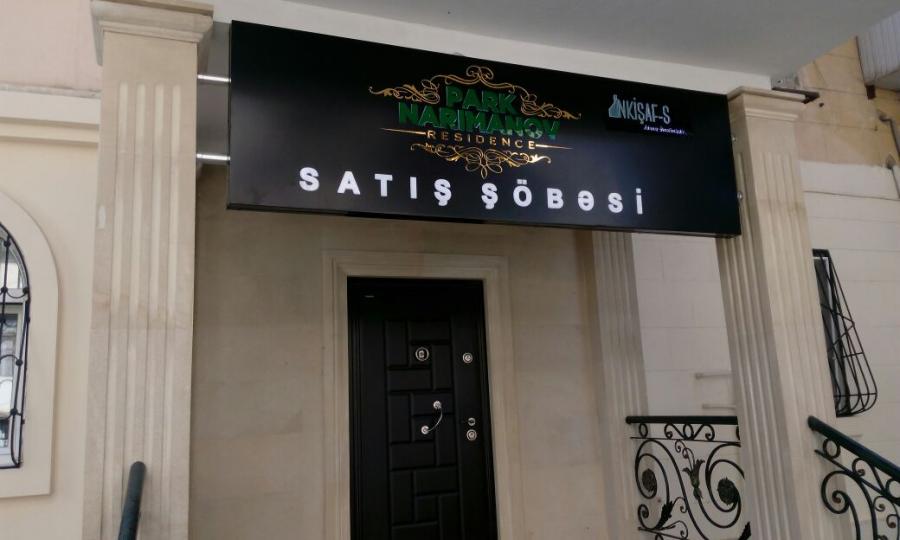 PARK
NARIMANOV
RESIDENCE
İNKİŞAF-S
SATIŞ ŞÖBƏSİ